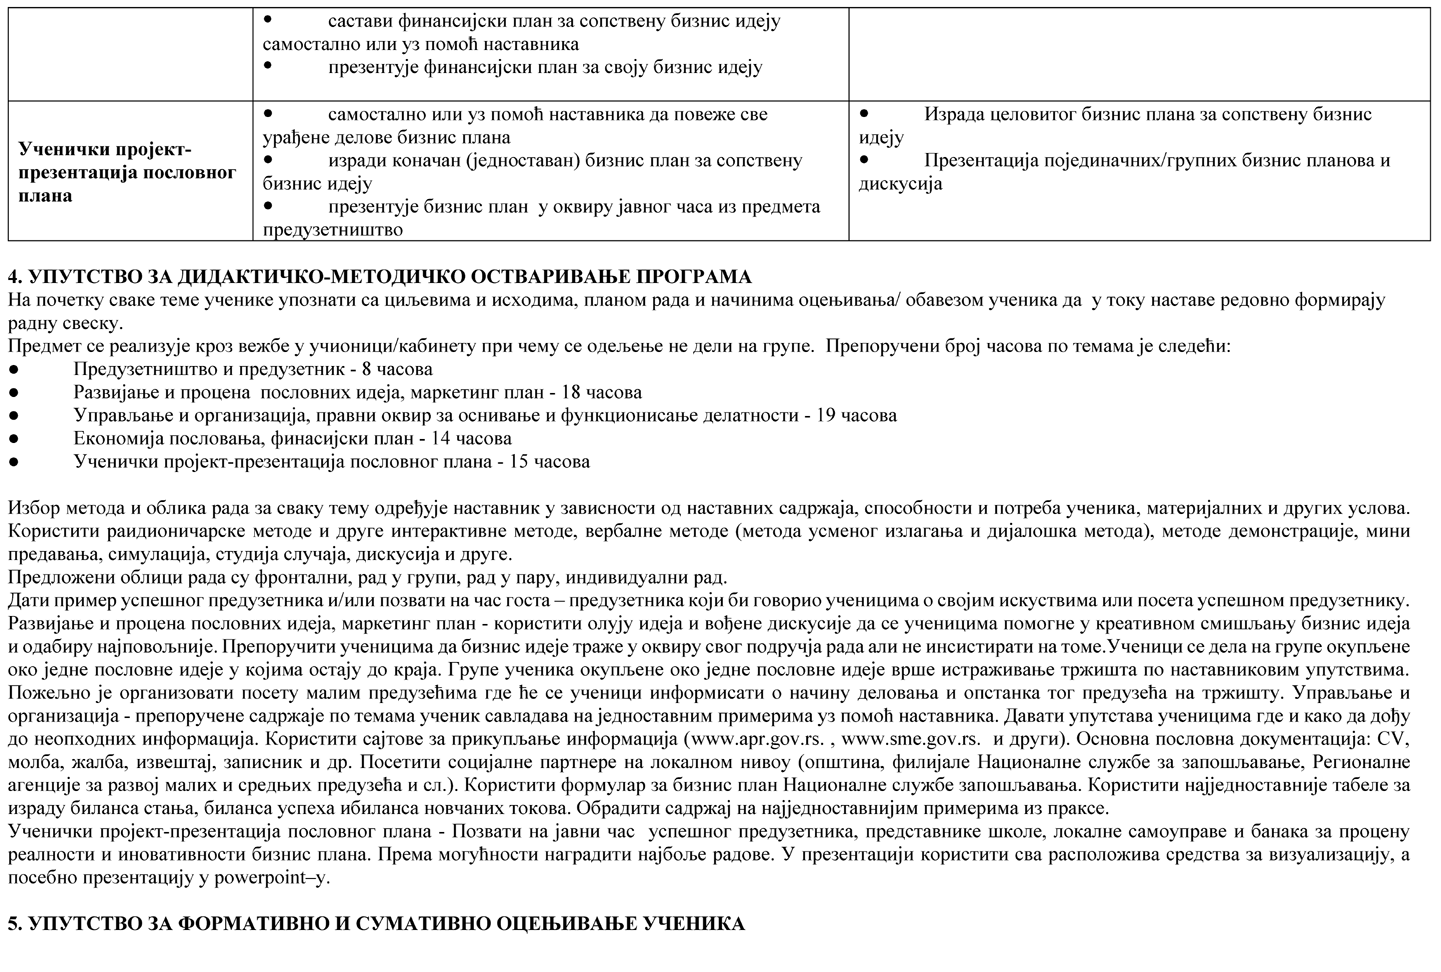 ● састави финансијски план за сопствену бизнис идеју
самостално или уз помоћ наставника
● презентује финансијски план за своју бизнис идеју
Ученички пројект-
презентација пословног
плана
● самостално или уз помоћ наставника да повеже све
урађене делове бизнис плана
● изради коначан (једноставан) бизнис план за сопствену
бизнис идеју
● презентује бизнис план у оквиру јавног часа из предмета
предузетништво
● Израда целовитог бизнис плана за сопствену бизнис
идеју
● Презентација појединачних/групних бизнис планова и
дискусија
4. УПУТСТВО ЗА ДИДАКТИЧКО-МЕТОДИЧКО ОСТВАРИВАЊЕ ПРОГРАМА
На почетку сваке теме ученике упознати са циљевима и исходима, планом рада и начинима оцењивања/ обавезом ученика да у току наставе редовно формирају
радну свеску.
Предмет се реализује кроз вежбе у учионици/кабинету при чему се одељење не дели на групе. Препоручени број часова по темама је следећи:
● Предузетништво и предузетник - 8 часова
● Развијање и процена пословних идеја, маркетинг план - 18 часова
● Управљање и организација, правни оквир за оснивање и функционисање делатности - 19 часова
● Економија пословања, финасијски план - 14 часова
● Ученички пројект-презентација пословног плана - 15 часова
Избор метода и облика рада за сваку тему одређује наставник у зависности од наставних садржаја, способности и потреба ученика, материјалних и других услова.
Користити раидионичарске методе и друге интерактивне методе, вербалне методе (метода усменог излагања и дијалошка метода), методе демонстрације, мини
предавања, симулација, студија случаја, дискусија и друге.
Предложени облици рада су фронтални, рад у групи, рад у пару, индивидуални рад.
Дати пример успешног предузетника и/или позвати на час госта – предузетника који би говорио ученицима о својим искуствима или посета успешном предузетнику.
Развијање и процена пословних идеја, маркетинг план - користити олују идеја и вођене дискусије да се ученицима помогне у креативном смишљању бизнис идеја
и одабиру најповољније. Препоручити ученицима да бизнис идеје траже у оквиру свог подручја рада али не инсистирати на томе.Ученици се дела на групе окупљене
око једне пословне идеје у којима остају до краја. Групе ученика окупљене око једне пословне идеје врше истраживање тржишта по наставниковим упутствима.
Пожељно је организовати посету малим предузећима где ће се ученици информисати о начину деловања и опстанка тог предузећа на тржишту. Управљање и
организација - препоручене садржаје по темама ученик савладава на једноставним примерима уз помоћ наставника. Давати упутстава ученицима где и како да дођу
до неопходних информација. Користити сајтове за прикупљање информација (www.apr.gov.rs. , www.sme.gov.rs. и други). Основна пословна документација: CV,
молба, жалба, извештај, записник и др. Посетити социјалне партнере на локалном нивоу (општина, филијале Националне службе за запошљавање, Регионалне
агенције за развој малих и средњих предузећа и сл.). Користити формулар за бизнис план Националне службе запошљавања. Користити најједноставније табеле за
израду биланса стања, биланса успеха ибиланса новчаних токова. Обрадити садржај на најједноставнијим примерима из праксе.
Ученички пројект-презентација пословног плана - Позвати на јавни час успешног предузетника, представнике школе, локалне самоуправе и банака за процену
реалности и иновативности бизнис плана. Према могућности наградити најбоље радове. У презентацији користити сва расположива средства за визуализацију, а
посебно презентацију у powerpoint–у.
5. УПУТСТВО ЗА ФОРМАТИВНО И СУМАТИВНО ОЦЕЊИВАЊЕ УЧЕНИКА